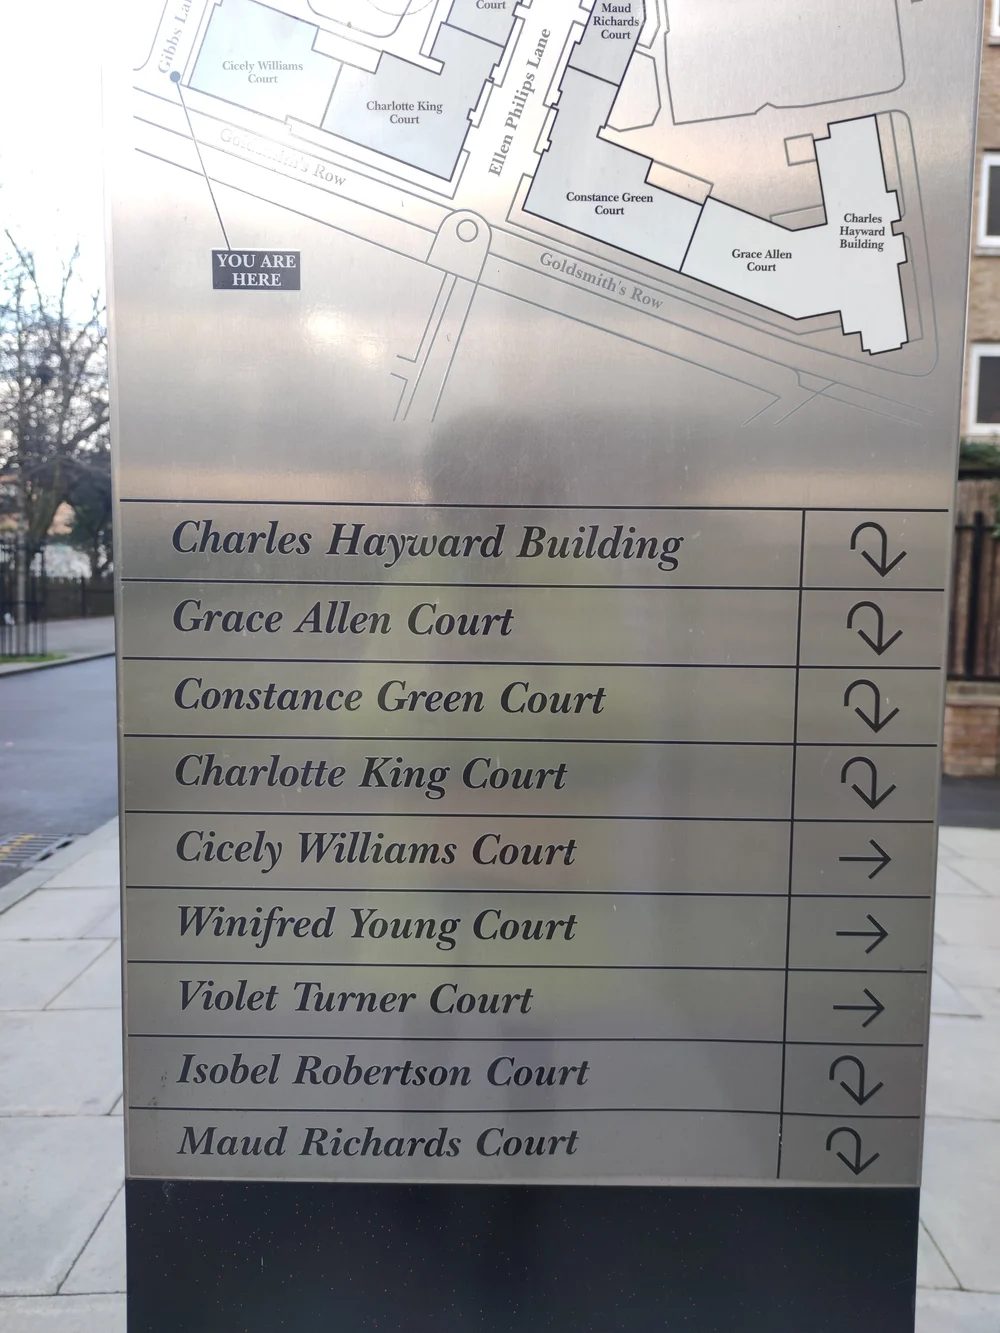 Gibbs
Court
Maud
Richards
Court
Ellen Philips Lane
Cicely Williams
Court
Charlotte King
Court
Goldsmith's Row
Constance Green
Court
Charles
Hayward
Building
Grace Allen
Court
Goldsmith's Row
YOU ARE
HERE
Charles Hayward Building
Grace Allen Court
Constance Green Court
Charlotte King Court
Cicely Williams Court
Winifred Young Court
Violet Turner Court
Isobel Robertson Court
Maud Richards Court